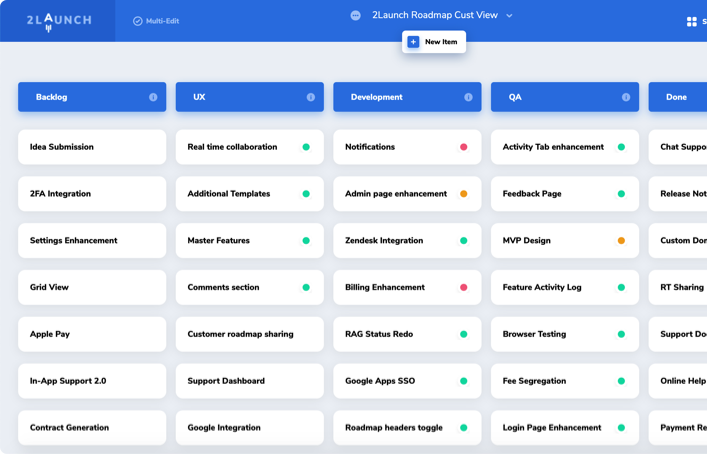 2LAUNCH
Multi-Edit
2Launch Roadmap Cust View
New Item
Backlog
UX
Development
QA
Done
Idea Submission
Real time collaboration
Notifications
Activity Tab enhancement
Chat Suppo
2FA Integration
Additional Templates
Admin page enhancement
Feedback Page
Release Not
Settings Enhancement
Master Features
Zendesk Integration
MVP Design
Custom Dom
Grid View
Comments section
Billing Enhancement
Feature Activity Log
RT Sharing
Apple Pay
Customer roadmap sharing
RAG Status Redo
Browser Testing
Support Do
In-App Support 2.0
Support Dashboard
Google Apps SSO
Fee Segregation
Online Help
Contract Generation
Google Integration
Roadmap headers toggle
Login Page Enhancement
Payment Re